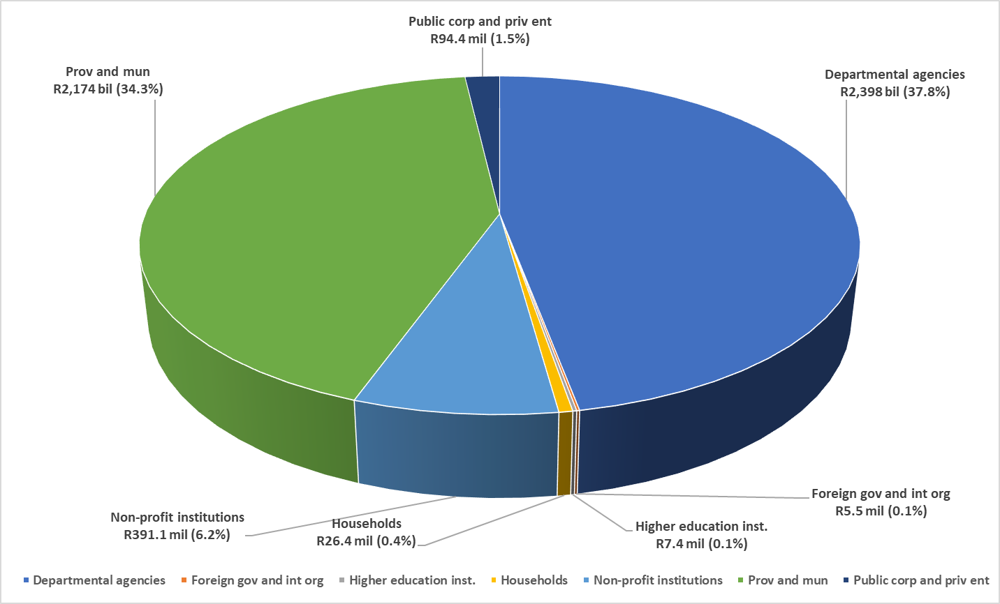 Public corp and priv ent
R94.4 mil (1.5%)
Prov and mun
R2,174 bil (34.3%)
Departmental agencies
R2,398 bil (37.8%)
Non-profit institutions
R391.1 mil (6.2%)
Households
R26.4 mil (0.4%)
Higher education inst.
R7.4 mil (0.1%)
Foreign gov and int org
R5.5 mil (0.1%)
Departmental agencies Foreign gov and int org Higher education inst. Households Non-profit institutions Prov and mun Public corp and priv ent